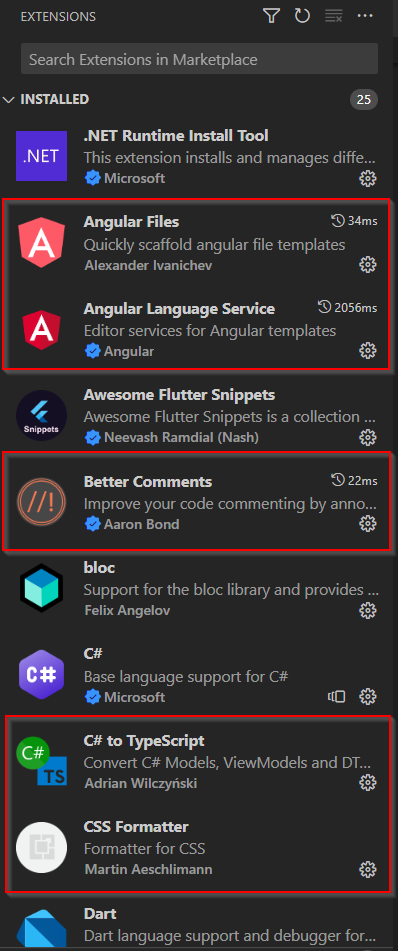 EXTENSIONS
Search Extensions in Marketplace
INSTALLED 25
.NET
.NET Runtime Install Tool
This extension installs and manages diffe...
Microsoft
Angular Files 34ms
Quickly scaffold angular file templates
Alexander Ivanichev
Angular Language Service 2056ms
Editor services for Angular templates
Angular
Snippets
Awesome Flutter Snippets
Awesome Flutter Snippets is a collection ...
Neevash Ramdial (Nash)
//!
Better Comments 22ms
Improve your code commenting by anno...
Aaron Bond
bloc
Support for the bloc library and provides ...
Felix Angelov
C#
C#
Base language support for C#
Microsoft
C#
TS
C# to TypeScript
Convert C# Models, ViewModels and DT...
Adrian Wilczyński
CSS Formatter
Formatter for CSS
Martin Aeschlimann
Dart
Dart language support and debugger for...